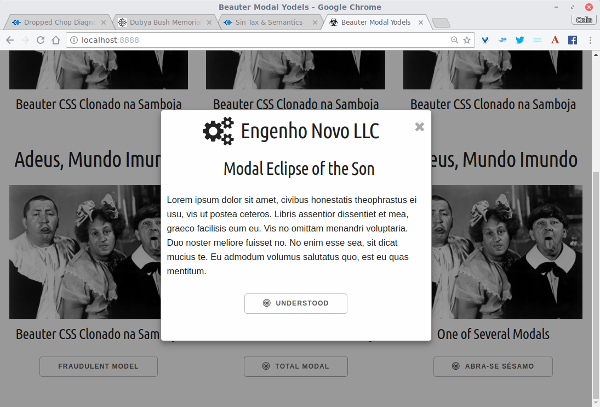 Beauter Modal Yodels - Google Chrome
Dropped Chop Diagn
Dubya Bush Memoria
Sin Tax & Semantics
Beauter Modal Yodels
localhost:8888
Beauter CSS Clonado na Samboja
Beauter CSS Clonado na Samboja
Beauter CSS Clonado na Samboja
Engenho Novo LLC
Adeus, Mundo Imun
eus, Mundo Imundo
Modal Eclipse of the Son
Lorem ipsum dolor sit amet, civibus honestatis theophrastus ei
usu, vis ut postea ceteros. Libris assentior dissentiet et mea,
graeco facilisis eum eu. Vis no omittam menandri voluptaria.
Duo noster meliore fuisset no. No enim esse sea, sit dicat
mucius te. Eu admodum volumus salutatus quo, est eu quas
mentitum.
UNDERSTOOD
Beauter CSS Clonado na Sam
One of Several Modals
FRAUDULENT MODEL
TOTAL MODAL
ABRA-SE SÉSAMO